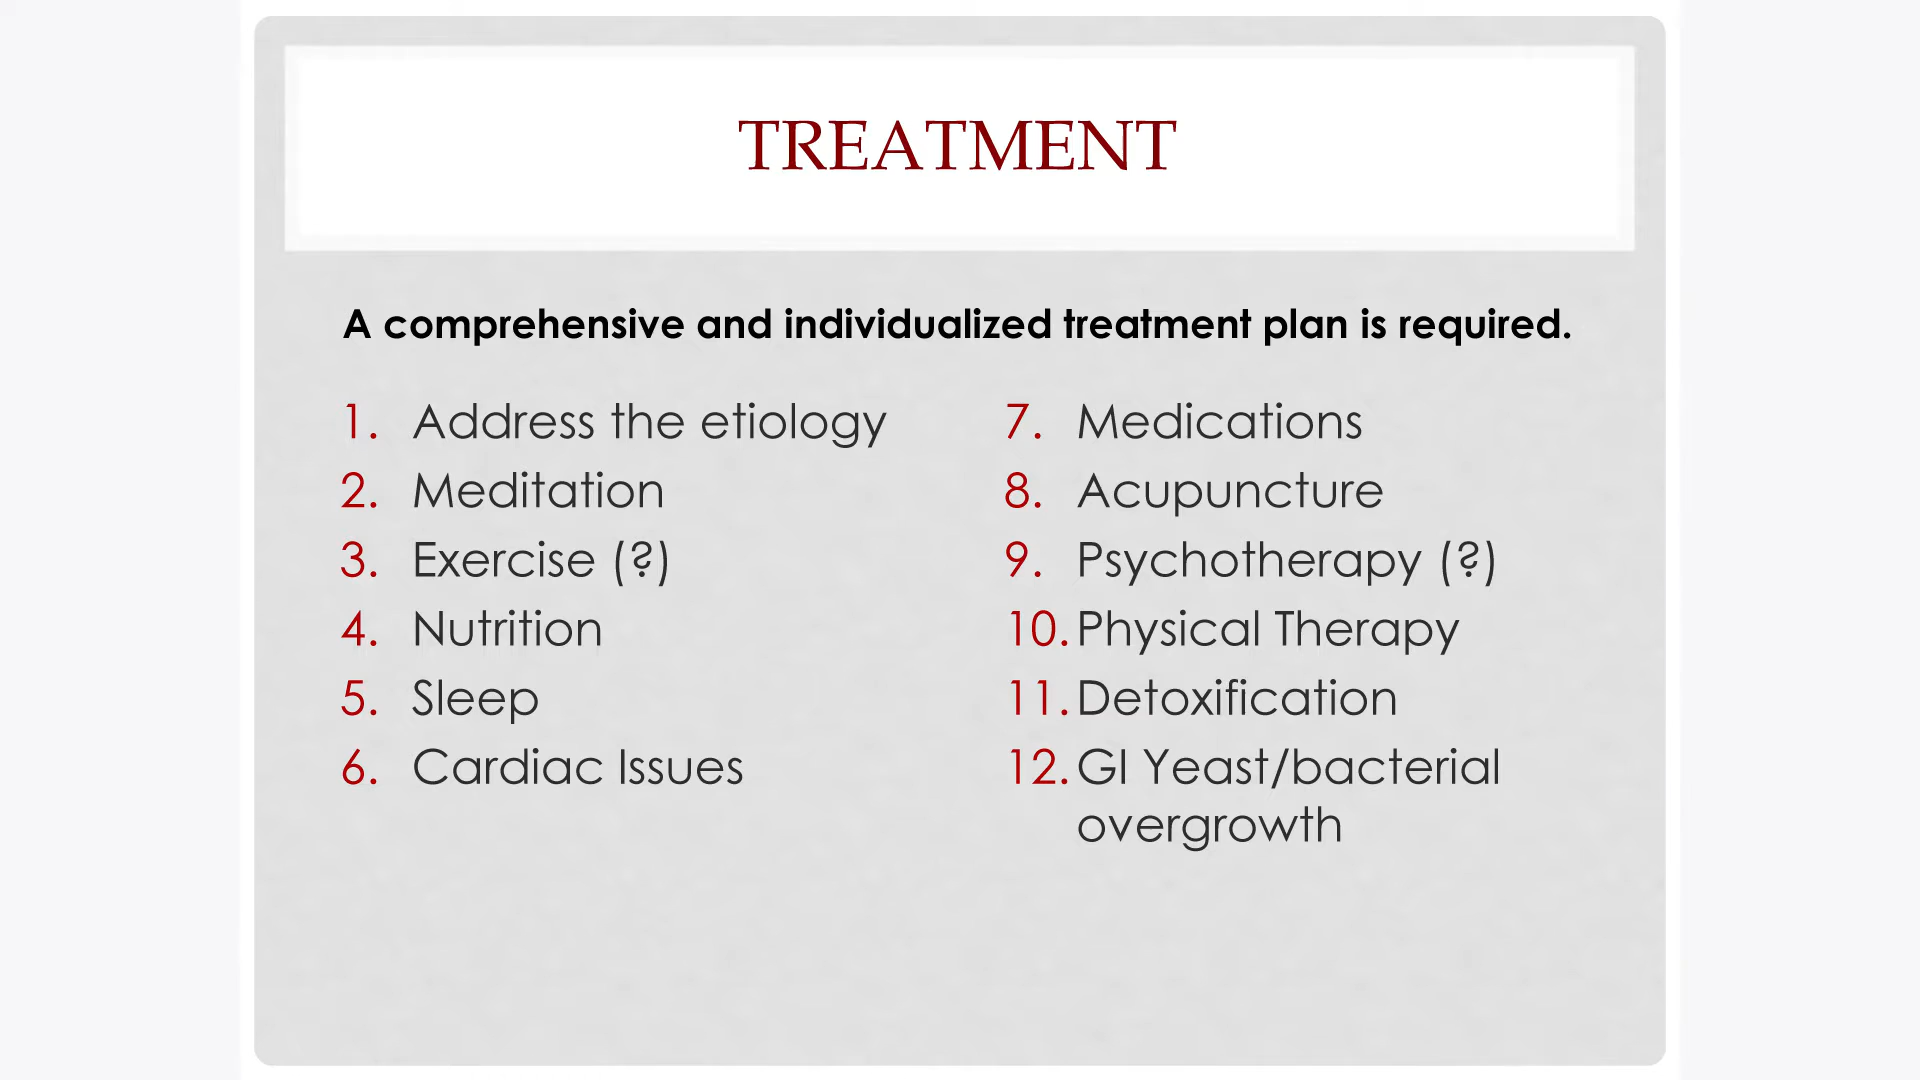 TREATMENT
A comprehensive and individualized treatment plan is required.
1. Address the etiology
2. Meditation
3. Exercise (?)
4. Nutrition
5. Sleep
6. Cardiac Issues
7. Medications
8. Acupuncture
9. Psychotherapy (?)
10. Physical Therapy
11. Detoxification
12. GI Yeast/bacterial
overgrowth